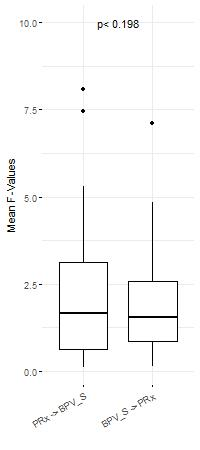 p< 0.198
10.0
7.5
5.0
2.5
0.0
Mean F-Values
PRx -> BPV_S
BPV_S -> PRx